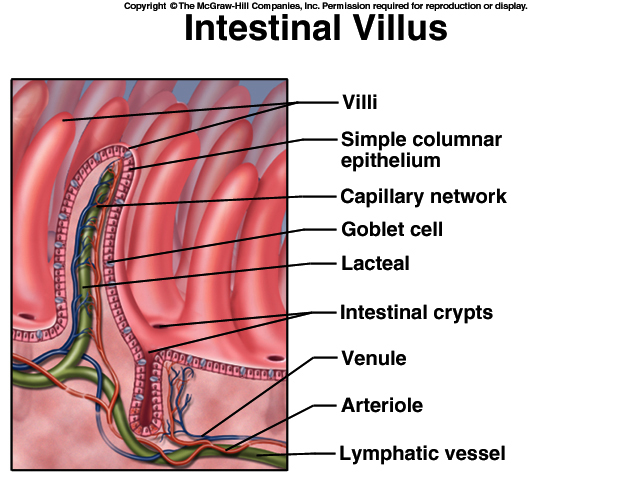 Copyright © The McGraw-Hill Companies, Inc. Permission required for reproduction or display.
Intestinal Villus
Villi
Simple columnar
epithelium
Capillary network
Goblet cell
Lacteal
Intestinal crypts
Venule
Arteriole
Lymphatic vessel